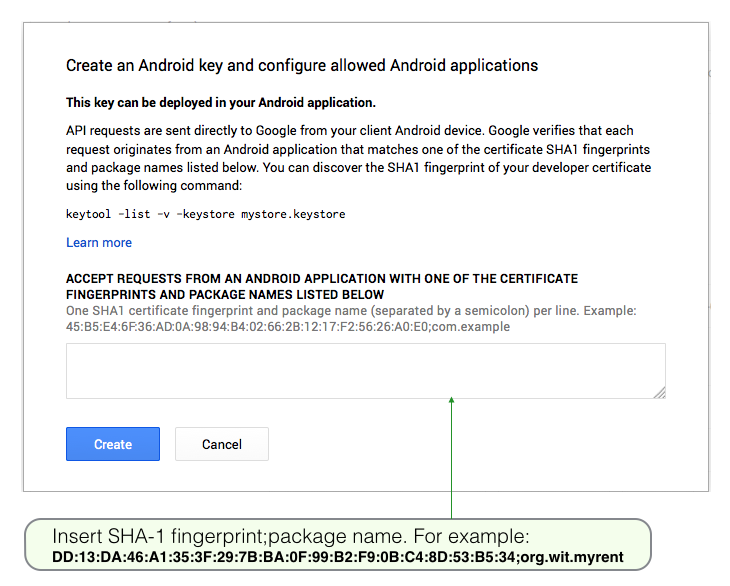 Create an Android key and configure allowed Android applications
This key can be deployed in your Android application.
API requests are sent directly to Google from your client Android device. Google verifies that each
request originates from an Android application that matches one of the certificate SHA1 fingerprints
and package names listed below. You can discover the SHA1 fingerprint of your developer certificate
using the following command:
keytool -list -v -keystore mystore.keystore
Learn more
ACCEPT REQUESTS FROM AN ANDROID APPLICATION WITH ONE OF THE CERTIFICATE
FINGERPRINTS AND PACKAGE NAMES LISTED BELOW
One SHA1 certificate fingerprint and package name (separated by a semicolon) per line. Example:
45:B5:E4:6F:36:AD:0A:98:94:B4:02:66:2B:12:17:F2:56:26:A0:E0;com.example
Create Cancel
Insert SHA-1 fingerprint;package name. For example:
DD:13:DA:46:A1:35:3F:29:7B:BA:0F:99:B2:F9:0B:C4:8D:53:B5:34;org.wit.myrent